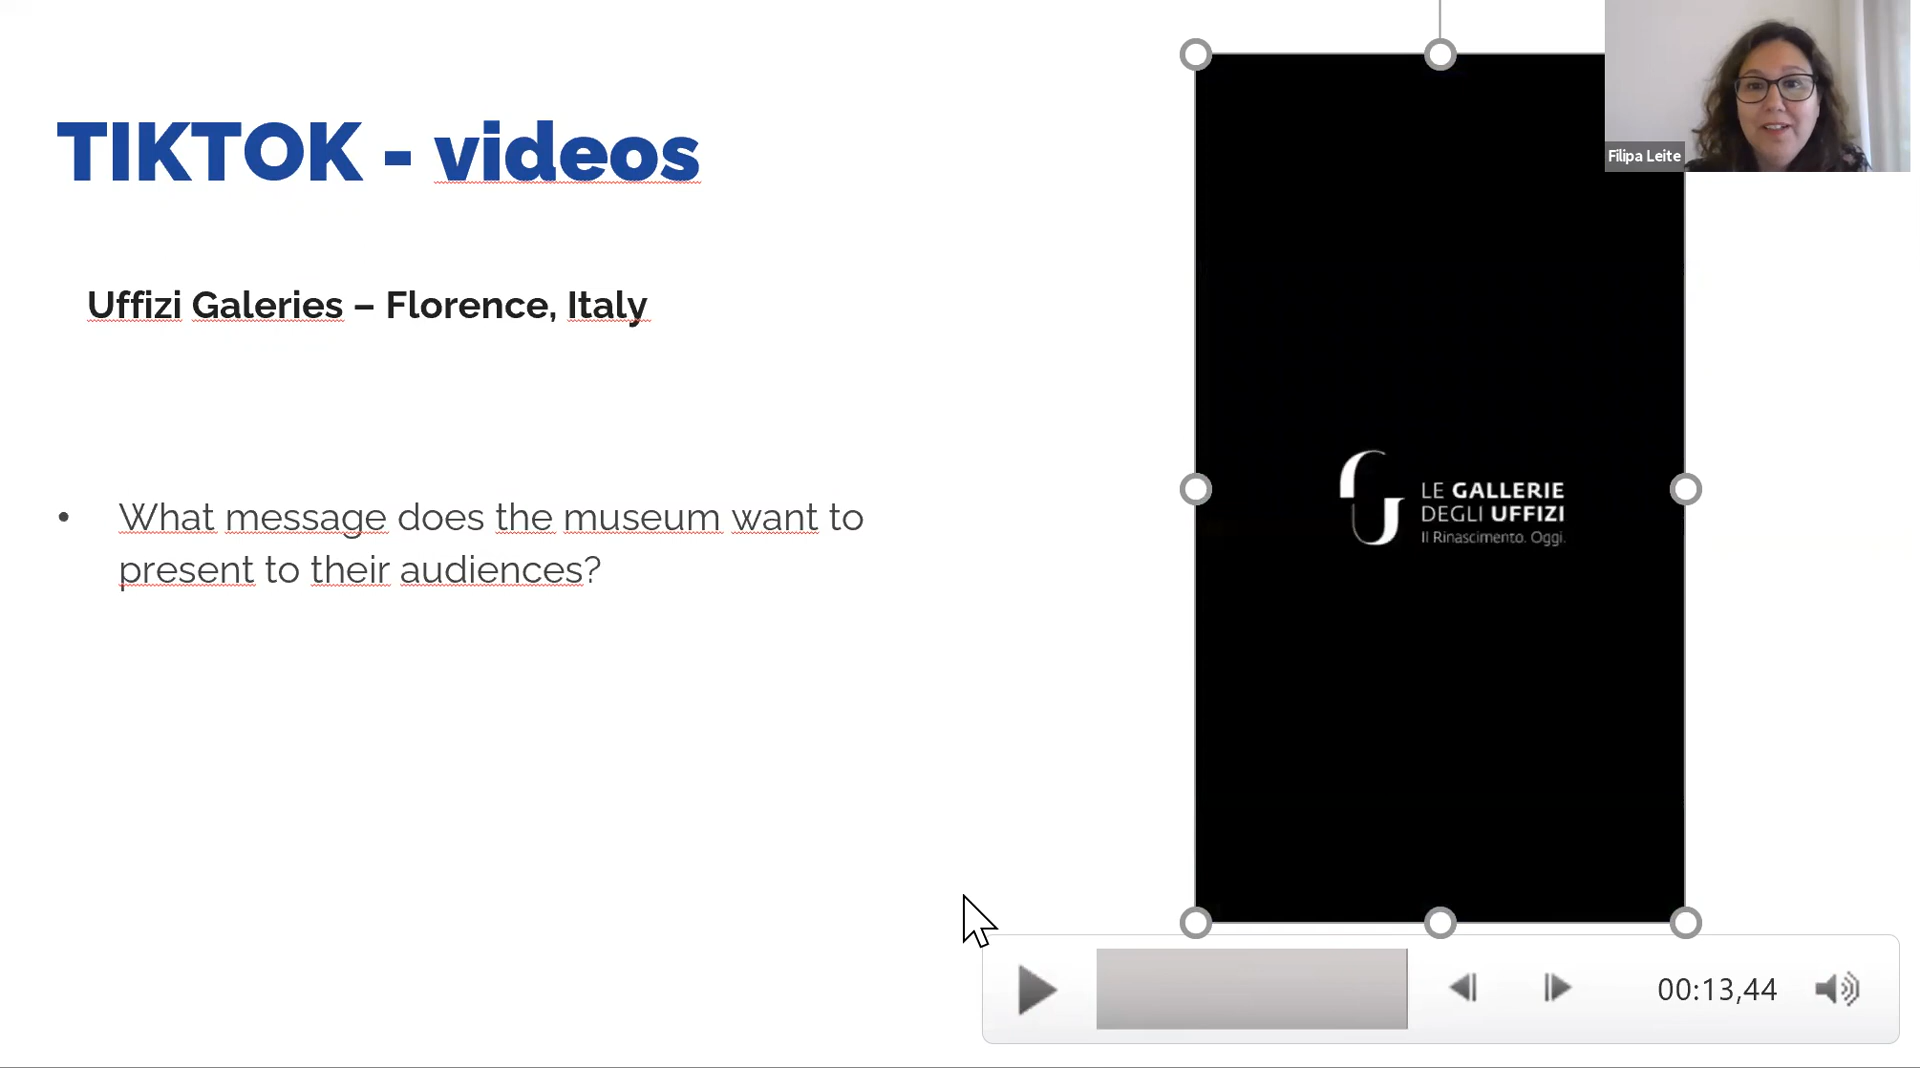 TIKTOK - videos
Filipa Leite
Uffizi Galeries – Florence, Italy
• What message does the museum want to
present to their audiences?
LE GALLERIE
DEGLI UFFIZI
Il Rinascimento. Oggi.
00:13,44